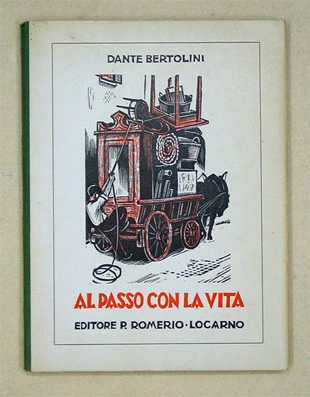 DANTE BERTOLINI
AL PASSO CON LA VITA
EDITORE P. ROMERIO · LOCARNO